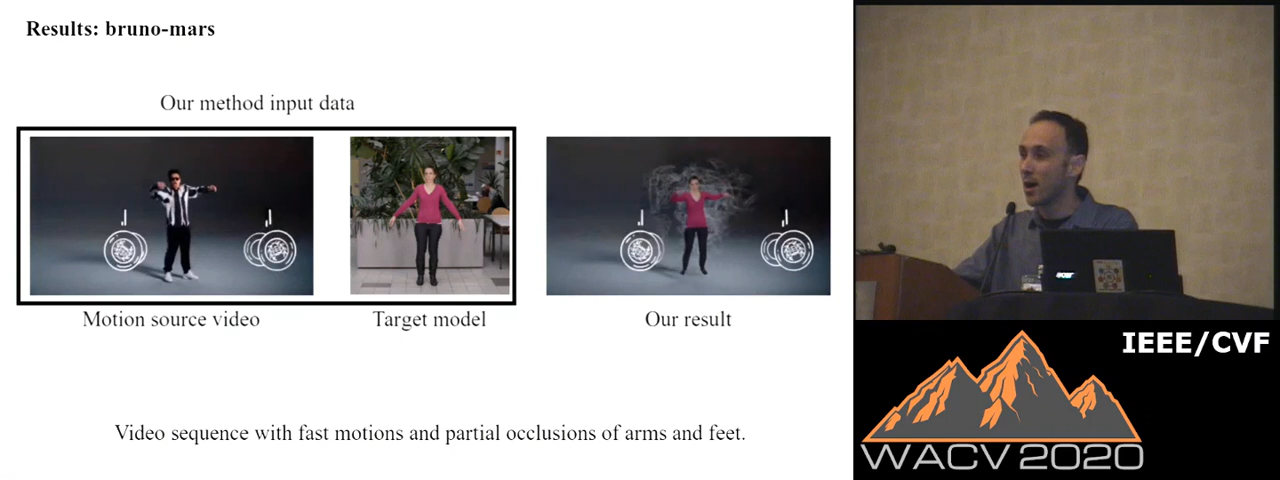 Results: bruno-mars
Our method input data
Motion source video
Target model
Our result
Video sequence with fast motions and partial occlusions of arms and feet.
acer
IEEE/CVF
WACV 2020